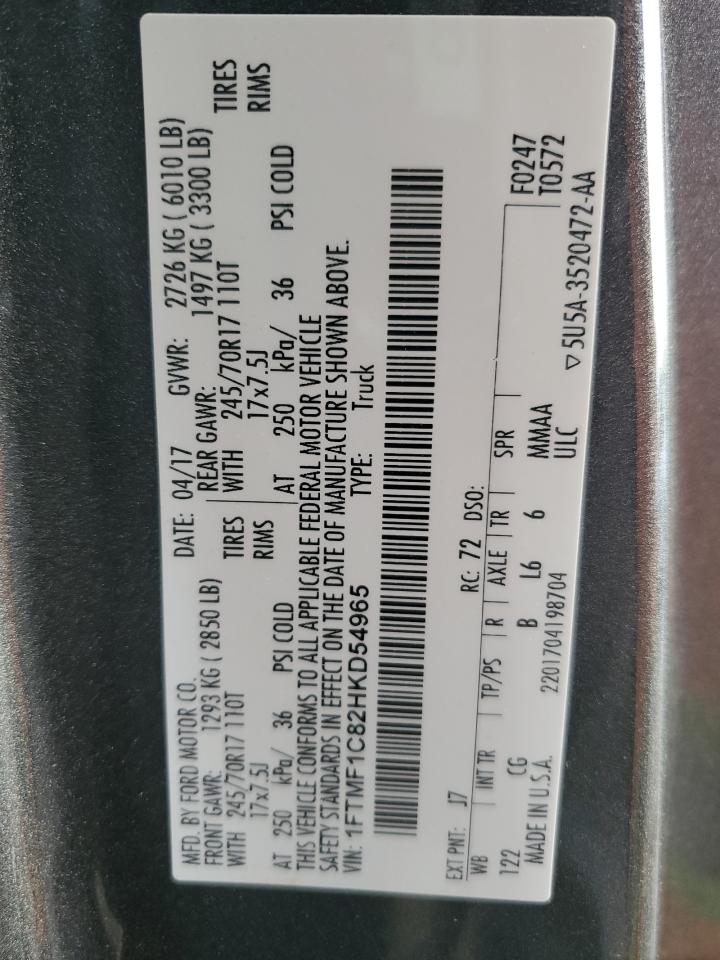 MFD. BY FORD MOTOR CO. DATE: 04/17 GVWR: 2726 KG ( 6010 LB)
FRONT GAWR: 1293 KG ( 2850 LB) REAR GAWR: 1497 KG ( 3300 LB)
WITH 245/70R17 110T TIRES WITH 245/70R17 110T TIRES
17x7.5J RIMS 17x7.5J RIMS
AT 250 kPa/ 36 PSI COLD AT 250 kPa/ 36 PSI COLD
THIS VEHICLE CONFORMS TO ALL APPLICABLE FEDERAL MOTOR VEHICLE
SAFETY STANDARDS IN EFFECT ON THE DATE OF MANUFACTURE SHOWN ABOVE.
VIN: 1FTMF1C82HKD54965 TYPE: Truck
EXT PNT: J7 RC: 72 DSO:
WB INT TR TP/PS R AXLE TR SPR
122 CG B L6 6 MMAA F0247
MADE IN U.S.A. 2201704198704 ULC T0572
▽5U5A-3520472-AA